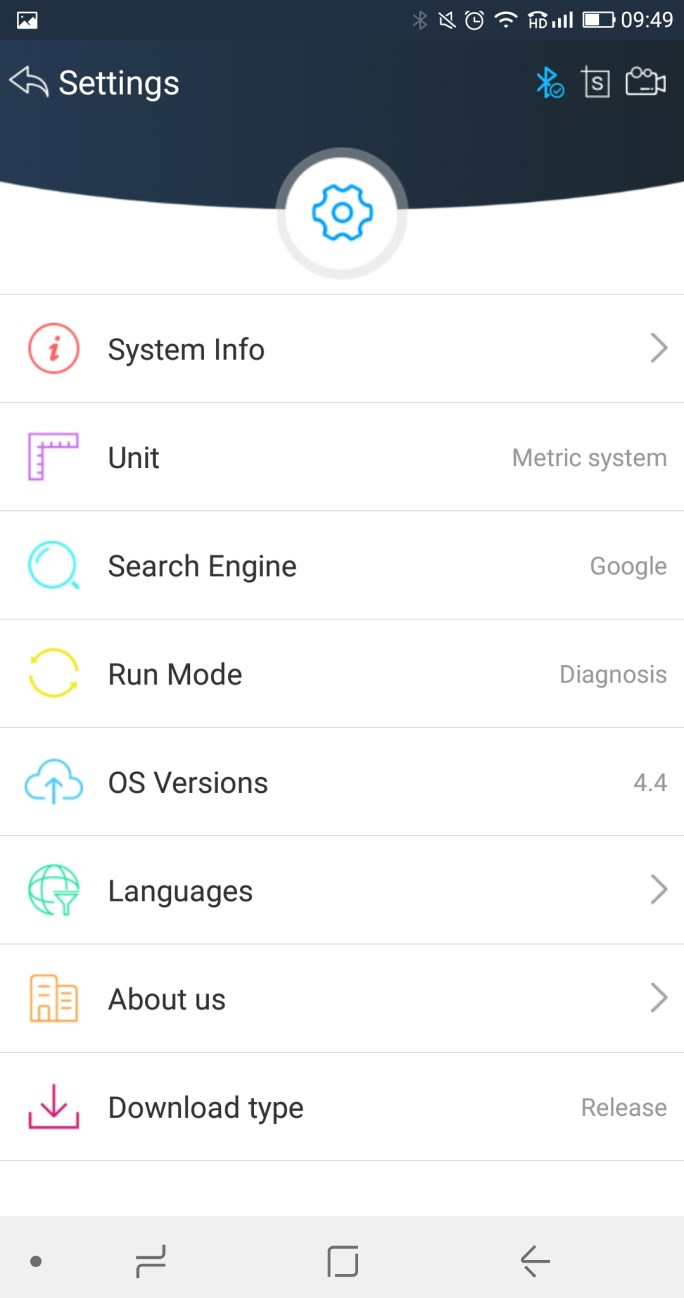 HD 09:49
Settings
S
System Info
Unit Metric system
Search Engine Google
Run Mode Diagnosis
OS Versions 4.4
Languages
About us
Download type Release